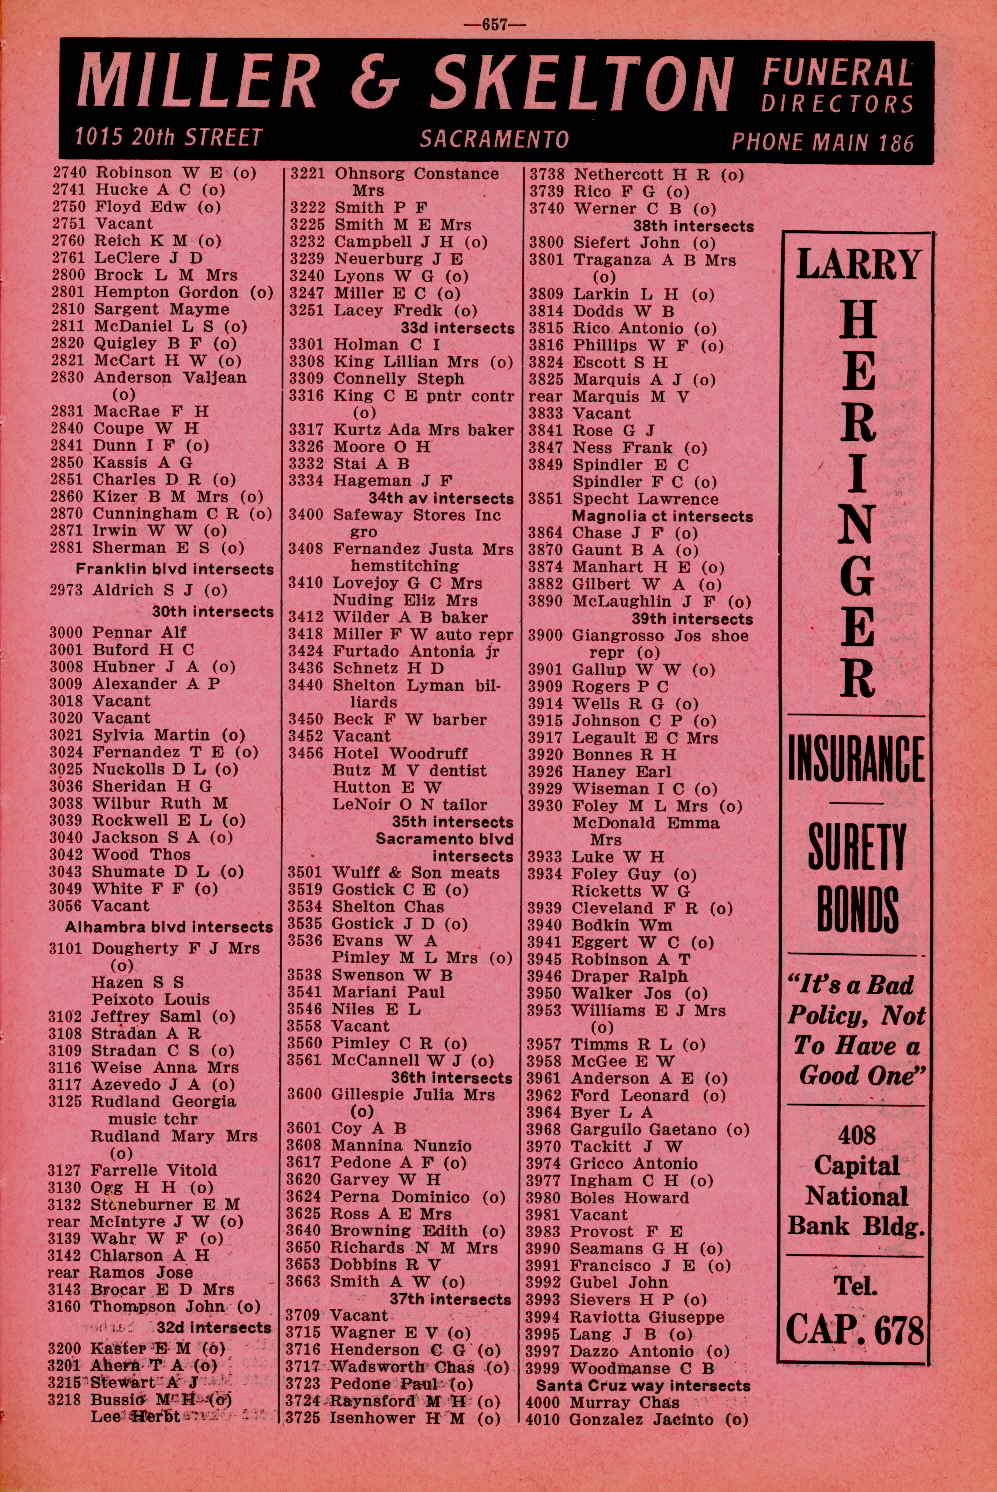 —657—
MILLER & SKELTON FUNERAL DIRECTORS
1015 20th STREET SACRAMENTO PHONE MAIN 186
2740 Robinson W E (o)
2741 Hucke A C (o)
2750 Floyd Edw (o)
2751 Vacant
2760 Reich K M (o)
2761 LeClere J D
2800 Brock L M Mrs
2801 Hempton Gordon (o)
2810 Sargent Mayme
2811 McDaniel L S (o)
2820 Quigley B F (o)
2821 McCart H W (o)
2830 Anderson Valjean
(o)
2831 MacRae F H
2840 Coupe W H
2841 Dunn I F (o)
2850 Kassis A G
2851 Charles D R (o)
2860 Kizer B M Mrs (o)
2870 Cunningham C R (o)
2871 Irwin W W (o)
2881 Sherman E S (o)
Franklin blvd intersects
2973 Aldrich S J (o)
30th intersects
3000 Pennar Alf
3001 Buford H C
3008 Hubner J A (o)
3009 Alexander A P
3018 Vacant
3020 Vacant
3021 Sylvia Martin (o)
3024 Fernandez T E (o)
3025 Nuckolls D L (o)
3036 Sheridan H G
3038 Wilbur Ruth M
3039 Rockwell E L (o)
3040 Jackson S A (o)
3042 Wood Thos
3043 Shumate D L (o)
3049 White F F (o)
3056 Vacant
Alhambra blvd intersects
3101 Dougherty F J Mrs
(o)
Hazen S S
Peixoto Louis
3102 Jeffrey Saml (o)
3108 Stradan A R
3109 Stradan C S (o)
3116 Weise Anna Mrs
3117 Azevedo J A (o)
3125 Rudland Georgia
music tchr
Rudland Mary Mrs
(o)
3127 Farrelle Vitold
3130 Ogg H H (o)
3132 Stoneburner E M
rear McIntyre J W (o)
3139 Wahr W F (o)
3142 Chlarson A H
rear Ramos Jose
3143 Brocar E D Mrs
3160 Thompson John (o)
32d intersects
3200 Kaster E M (o)
3201 Ahern T A (o)
3215 Stewart A J
3218 Bussio M H (o)
Lee Herbt
3221 Ohnsorg Constance
Mrs
3222 Smith P F
3225 Smith M E Mrs
3232 Campbell J H (o)
3239 Neuerburg J E
3240 Lyons W G (o)
3247 Miller E C (o)
3251 Lacey Fredk (o)
33d intersects
3301 Holman C I
3308 King Lillian Mrs (o)
3309 Connelly Steph
3316 King C E pntr contr
(o)
3317 Kurtz Ada Mrs baker
3326 Moore O H
3332 Stai A B
3334 Hageman J F
34th av intersects
3400 Safeway Stores Inc
gro
3408 Fernandez Justa Mrs
hemstitching
3410 Lovejoy G C Mrs
Nuding Eliz Mrs
3412 Wilder A B baker
3418 Miller F W auto repr
3424 Furtado Antonia jr
3436 Schnetz H D
3440 Shelton Lyman bil-
liards
3450 Beck F W barber
3452 Vacant
3456 Hotel Woodruff
Butz M V dentist
Hutton E W
LeNoir O N tailor
35th intersects
Sacramento blvd
intersects
3501 Wulff & Son meats
3519 Gostick C E (o)
3534 Shelton Chas
3535 Gostick J D (o)
3536 Evans W A
Pimley M L Mrs (o)
3538 Swenson W B
3541 Mariani Paul
3546 Niles E L
3558 Vacant
3560 Pimley C R (o)
3561 McCannell W J (o)
36th intersects
3600 Gillespie Julia Mrs
(o)
3601 Coy A B
3608 Mannina Nunzio
3617 Pedone A F (o)
3620 Garvey W H
3624 Perna Dominico (o)
3625 Ross A E Mrs
3640 Browning Edith (o)
3650 Richards N M Mrs
3653 Dobbins R V
3663 Smith A W (o)
37th intersects
3709 Vacant
3715 Wagner E V (o)
3716 Henderson C G (o)
3717 Wadsworth Chas (o)
3723 Pedone Paul (o)
3724 Raynsford M H (o)
3725 Isenhower H M (o)
3738 Nethercott H R (o)
3739 Rico F G (o)
3740 Werner C B (o)
38th intersects
3800 Siefert John (o)
3801 Traganza A B Mrs
(o)
3809 Larkin L H (o)
3814 Dodds W B
3815 Rico Antonio (o)
3816 Phillips W F (o)
3824 Escott S H
3825 Marquis A J (o)
rear Marquis M V
3833 Vacant
3841 Rose G J
3847 Ness Frank (o)
3849 Spindler E C
Spindler F C (o)
3851 Specht Lawrence
Magnolia ct intersects
3864 Chase J F (o)
3870 Gaunt B A (o)
3874 Manhart H E (o)
3882 Gilbert W A (o)
3890 McLaughlin J F (o)
39th intersects
3900 Giangrosso Jos shoe
repr (o)
3901 Gallup W W (o)
3909 Rogers P C
3914 Wells R G (o)
3915 Johnson C P (o)
3917 Legault E C Mrs
3920 Bonnes R H
3926 Haney Earl
3929 Wiseman I C (o)
3930 Foley M L Mrs (o)
McDonald Emma
Mrs
3933 Luke W H
3934 Foley Guy (o)
Ricketts W G
3939 Cleveland F R (o)
3940 Bodkin Wm
3941 Eggert W C (o)
3945 Robinson A T
3946 Draper Ralph
3950 Walker Jos (o)
3953 Williams E J Mrs
(o)
3957 Timms R L (o)
3958 McGee E W
3961 Anderson A E (o)
3962 Ford Leonard (o)
3964 Byer L A
3968 Garguilo Gaetano (o)
3970 Tackitt J W
3974 Gricco Antonio
3977 Ingham C H (o)
3980 Boles Howard
3981 Vacant
3983 Provost F E
3990 Seamans G H (o)
3991 Francisco J E (o)
3992 Gubel John
3993 Sievers H P (o)
3994 Raviotta Giuseppe
3995 Lang J B (o)
3997 Dazzo Antonio (o)
3999 Woodmanse C B
Santa Cruz way intersects
4000 Murray Chas
4010 Gonzalez Jacinto (o)
LARRY
H
E
R
I
N
G
E
R
INSURANCE
SURETY
BONDS
"It's a Bad
Policy, Not
To Have a
Good One"
408
Capital
National
Bank Bldg.
Tel.
CAP. 678